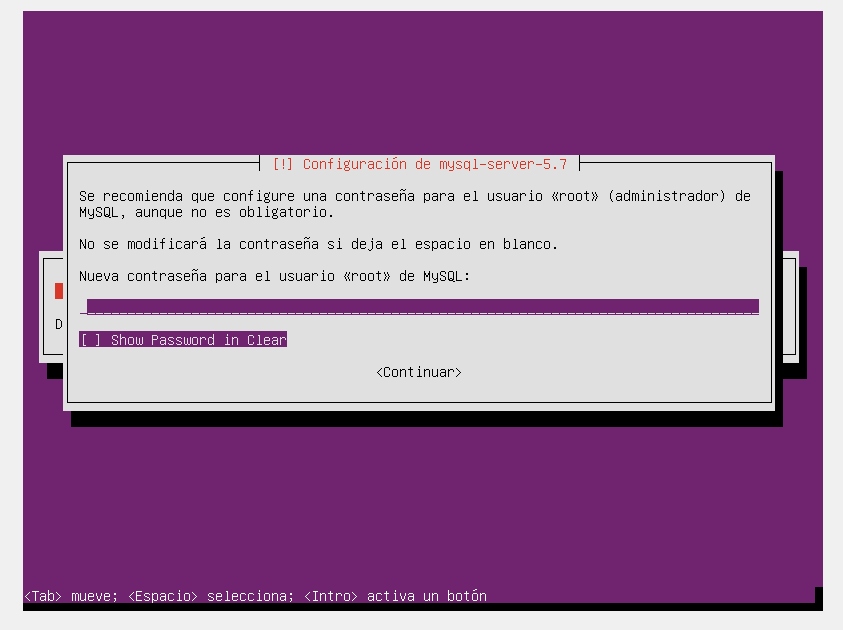 [!] Configuración de mysql-server-5.7
Se recomienda que configure una contraseña para el usuario «root» (administrador) de
MySQL, aunque no es obligatorio.
No se modificará la contraseña si deja el espacio en blanco.
Nueva contraseña para el usuario «root» de MySQL:
D
[ ] Show Password in Clear
<Continuar>
<Tab> mueve; <Espacio> selecciona; <Intro> activa un botón